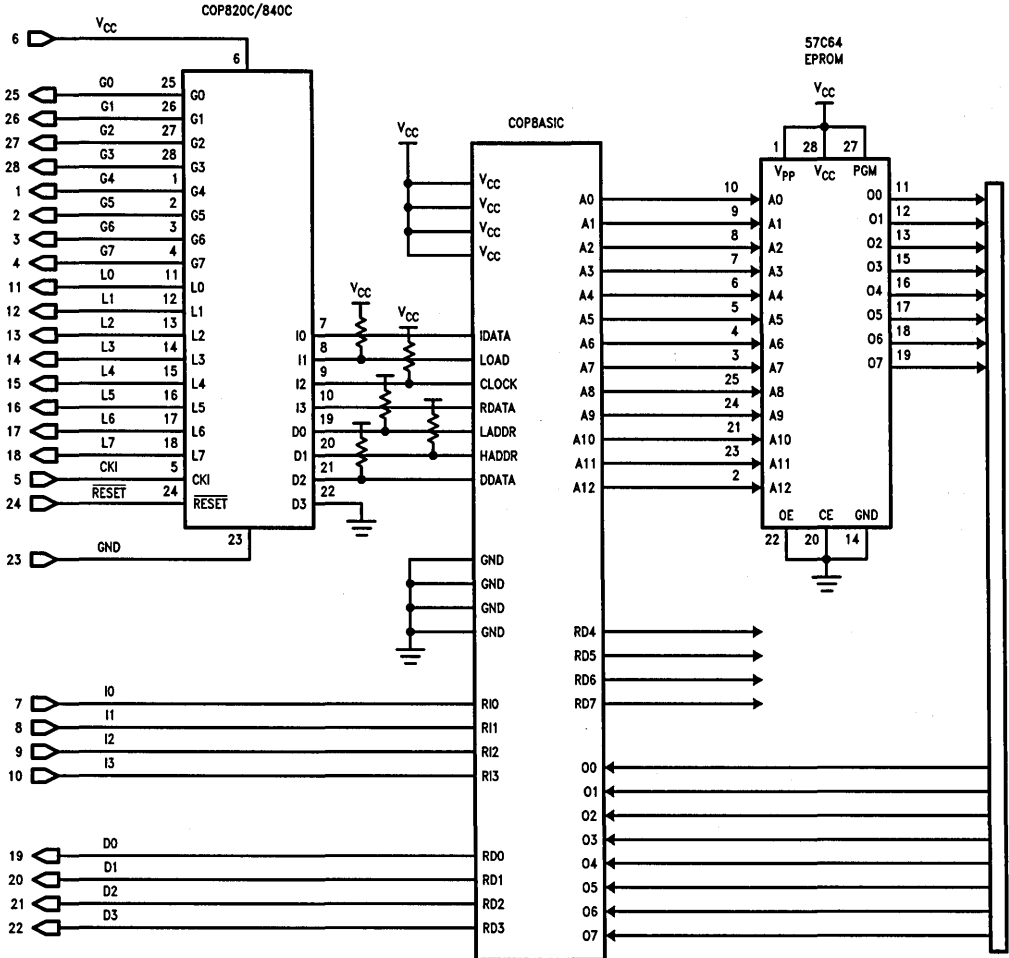 COP820C/840C
6 VCC
6
25 G0 25 G0
26 G1 26 G1
27 G2 27 G2
28 G3 28 G3
1 G4 1 G4
2 G5 2 G5
3 G6 3 G6
4 G7 4 G7
11 L0 11 L0
12 L1 12 L1
13 L2 13 L2
14 L3 14 L3
15 L4 15 L4
16 L5 16 L5
17 L6 17 L6
18 L7 18 L7
5 CKI 5 CKI
24 RESET 24 RESET
23 GND 23
I0 7
I1 8
I2 9
I3 10
D0 19
D1 20
D2 21
D3 22
VCC
VCC
VCC
COP8ASIC
VCC
VCC
VCC
VCC
IDATA
LOAD
CLOCK
RDATA
LADDR
HADDR
DDATA
GND
GND
GND
GND
7 I0 RI0
8 I1 RI1
9 I2 RI2
10 I3 RI3
19 D0 RD0
20 D1 RD1
21 D2 RD2
22 D3 RD3
A0 10 A0
A1 9 A1
A2 8 A2
A3 7 A3
A4 6 A4
A5 5 A5
A6 4 A6
A7 3 A7
A8 25 A8
A9 24 A9
A10 21 A10
A11 23 A11
A12 2 A12
RD4
RD5
RD6
RD7
O0
O1
O2
O3
O4
O5
O6
O7
57C64
EPROM
VCC
1 28 27
VPP VCC PGM
O0 11
O1 12
O2 13
O3 15
O4 16
O5 17
O6 18
O7 19
OE CE GND
22 20 14